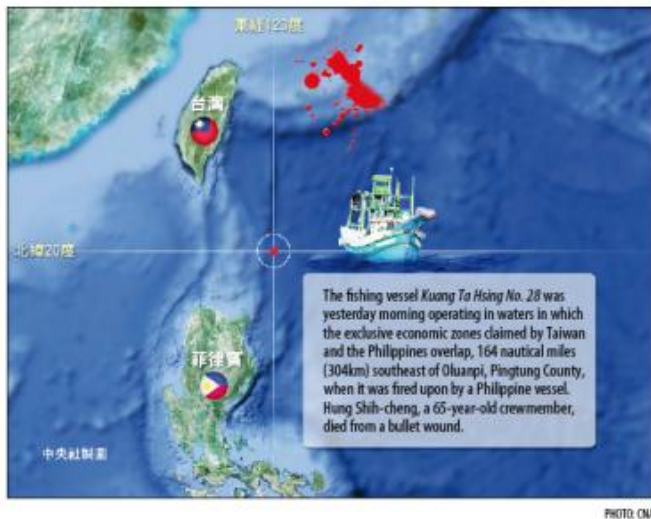 東經123度
台灣
北緯20度
The fishing vessel Kuang Ta Hsing No. 28 was
yesterday morning operating in waters in which
the exclusive economic zones claimed by Taiwan
and the Philippines overlap, 164 nautical miles
(304km) southeast of Oluanpi, Pingtung County,
when it was fired upon by a Philippine vessel.
Hung Shih-cheng, a 65-year-old crewmember,
died from a bullet wound.
菲律賓
中央社製圖
PHOTO: CNA